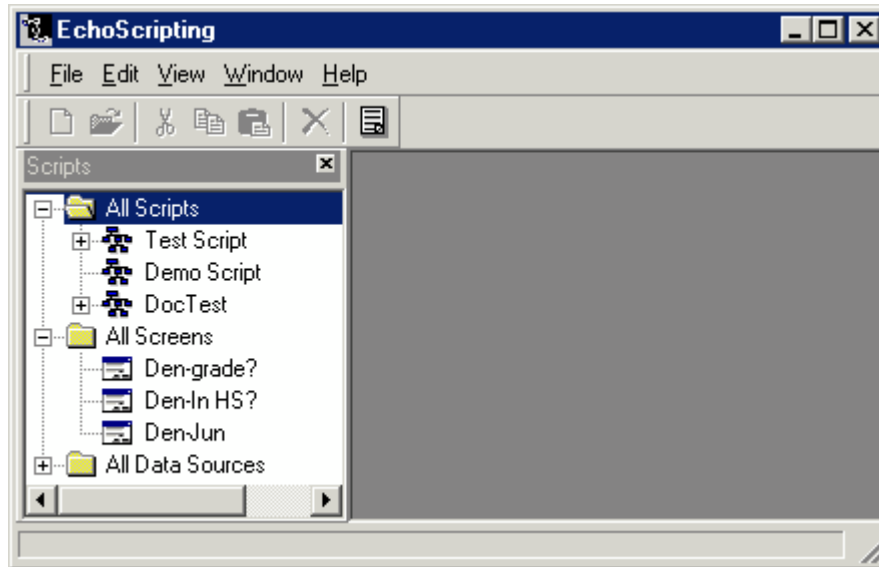 EchoScripting
File Edit View Window Help
Scripts
All Scripts
Test Script
Demo Script
DocTest
All Screens
Den-grade?
Den-In HS?
Den-Jun
All Data Sources